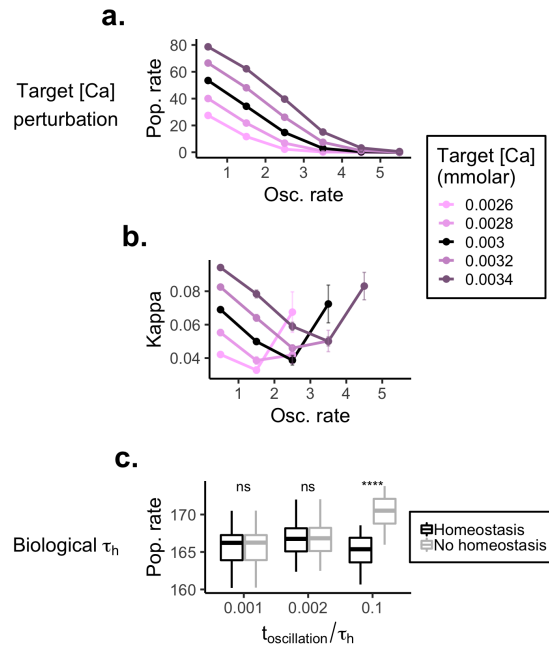 a.
Target [Ca]
perturbation
Pop. rate
80
60
40
20
0
1 2 3 4 5
Osc. rate
Target [Ca]
(mmolar)
0.0026
0.0028
0.003
0.0032
0.0034
b.
Kappa
0.08
0.06
0.04
1 2 3 4 5
Osc. rate
c.
Biological τh
Pop. rate
170
165
160
ns ns ****
0.001 0.002 0.1
toscillation/τh
Homeostasis
No homeostasis